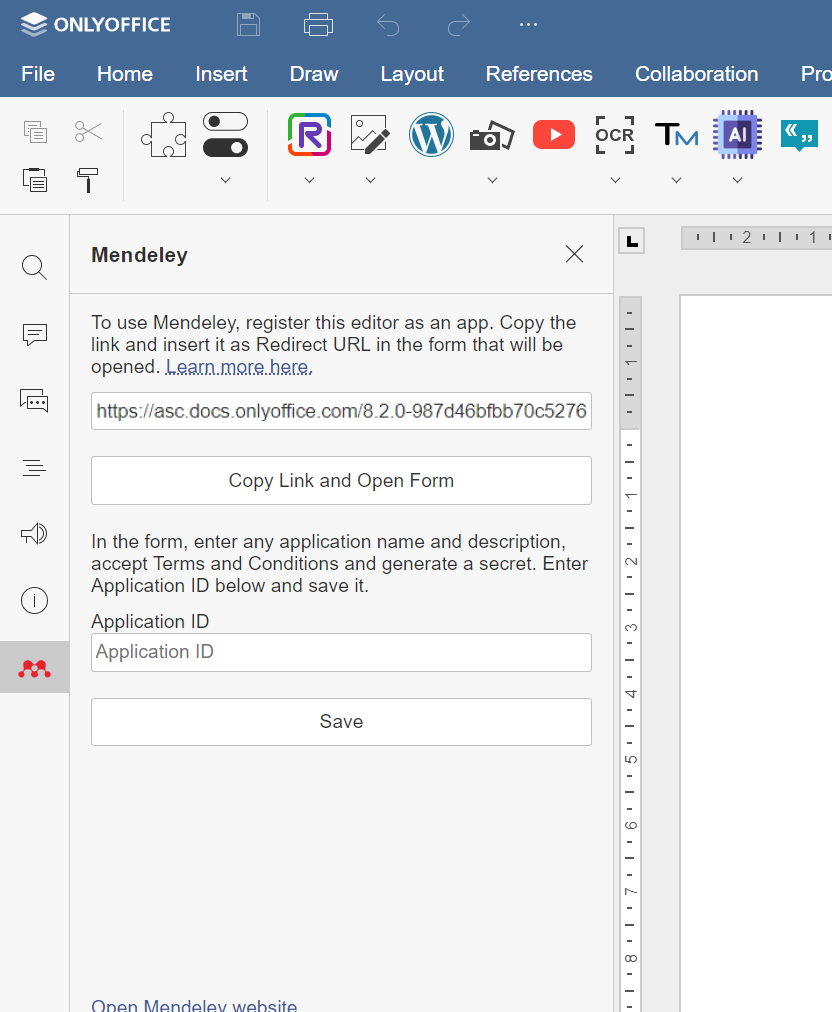 ONLYOFFICE
File Home Insert Draw Layout References Collaboration
OCR TM AI
Mendeley
L
2 1
To use Mendeley, register this editor as an app. Copy the
link and insert it as Redirect URL in the form that will be
opened. Learn more here.
https://asc.docs.onlyoffice.com/8.2.0-987d46bfbb70c5276
Copy Link and Open Form
In the form, enter any application name and description,
accept Terms and Conditions and generate a secret. Enter
Application ID below and save it.
Application ID
Application ID
Save
1
1
2
3
4
5
6
7
8
Open Mendeley website